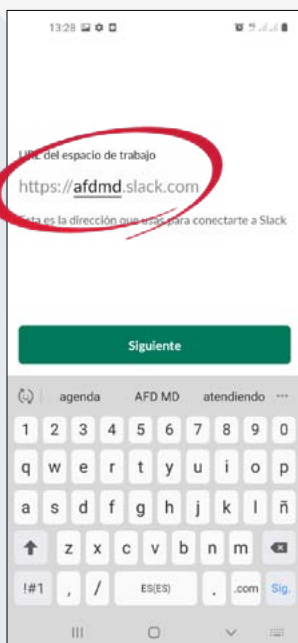 13:28
URL del espacio de trabajo
https://afdmd.slack.com
Esta es la dirección que usas para conectarte a Slack
Siguiente
agenda AFD MD atendiendo ...
1 2 3 4 5 6 7 8 9 0
q w e r t y u i o p
a s d f g h j k l ñ
z x c v b n m
!#1 , / ES(ES) . .com Sig.